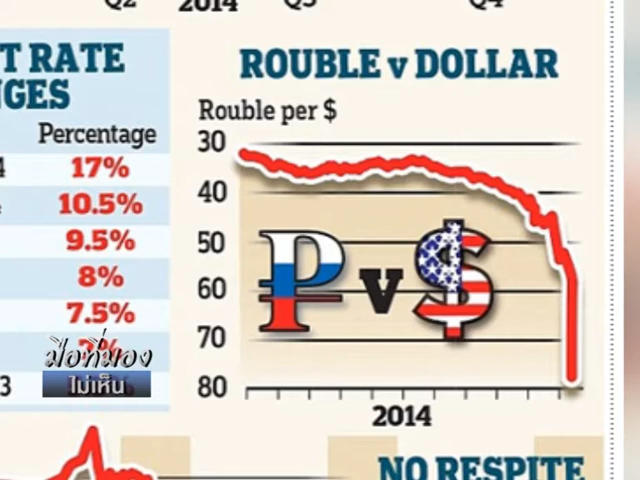 Q2
2014
Q3
Q4
T RATE
NGES
Percentage
17%
10.5%
9.5%
8%
7.5%
3
มือที่มอง
ไม่เห็น
ROUBLE v DOLLAR
Rouble per $
30
40
50
60
70
80
v $
2014
NO RESPITE